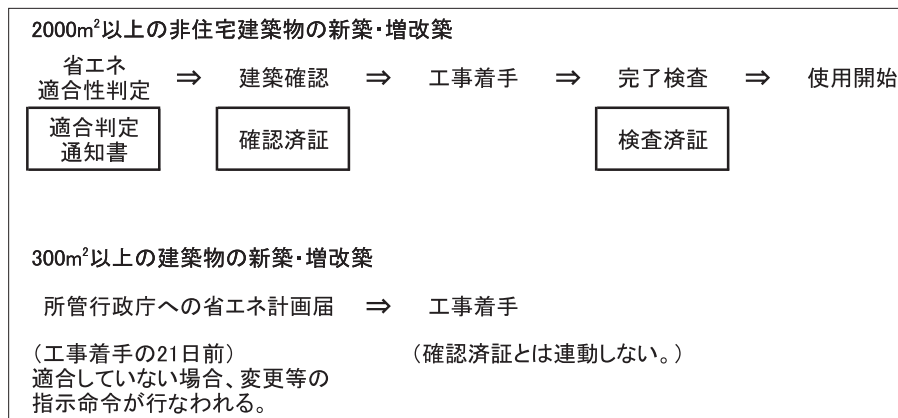 2000m²以上の非住宅建築物の新築・増改築
省エネ
適合性判定 ⇒ 建築確認 ⇒ 工事着手 ⇒ 完了検査 ⇒ 使用開始
適合判定
通知書
確認済証
検査済証
300m²以上の建築物の新築・増改築
所管行政庁への省エネ計画届 ⇒ 工事着手
（工事着手の21日前）
適合していない場合、変更等の
指示命令が行なわれる。
（確認済証とは連動しない。）